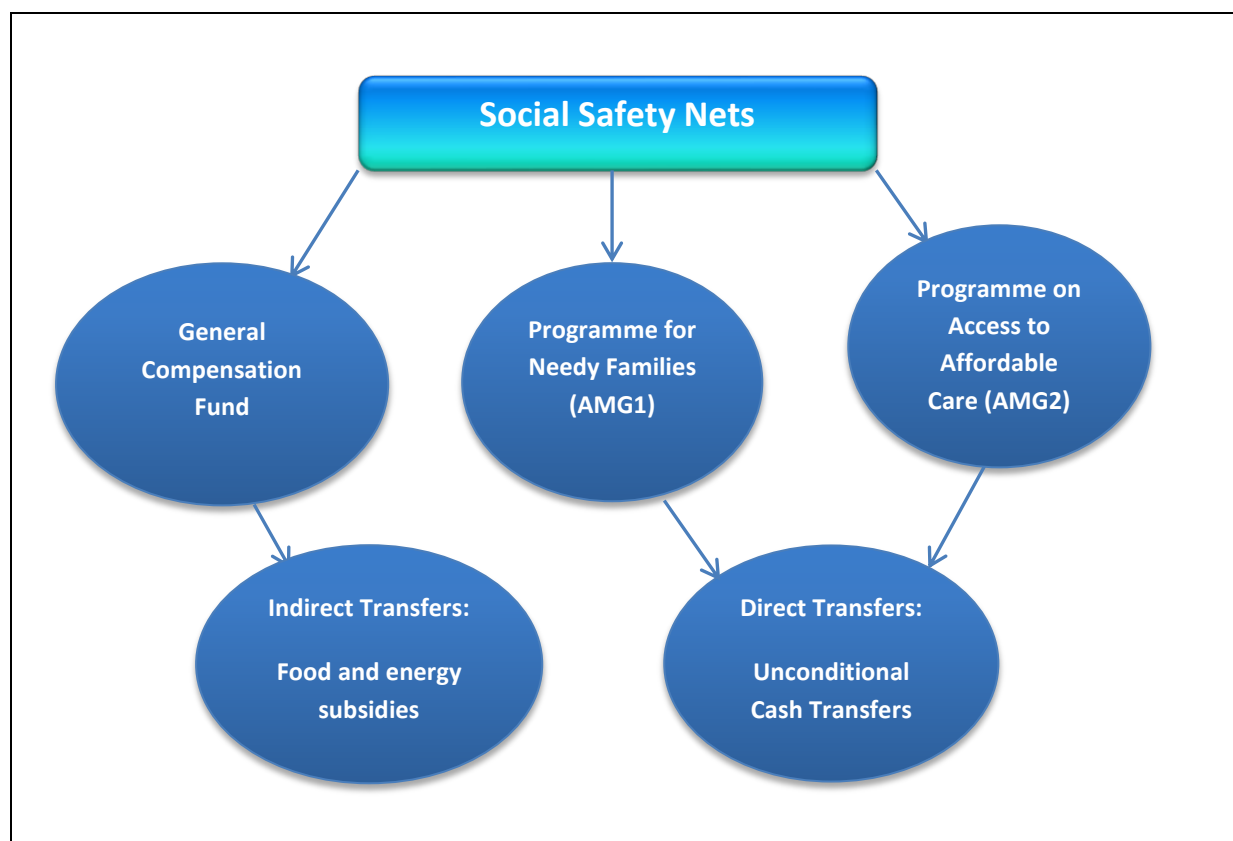 Social Safety Nets
General
Compensation
Fund
Programme for
Needy Families
(AMG1)
Programme on
Access to
Affordable
Care (AMG2)
Indirect Transfers:
Food and energy
subsidies
Direct Transfers:
Unconditional
Cash Transfers